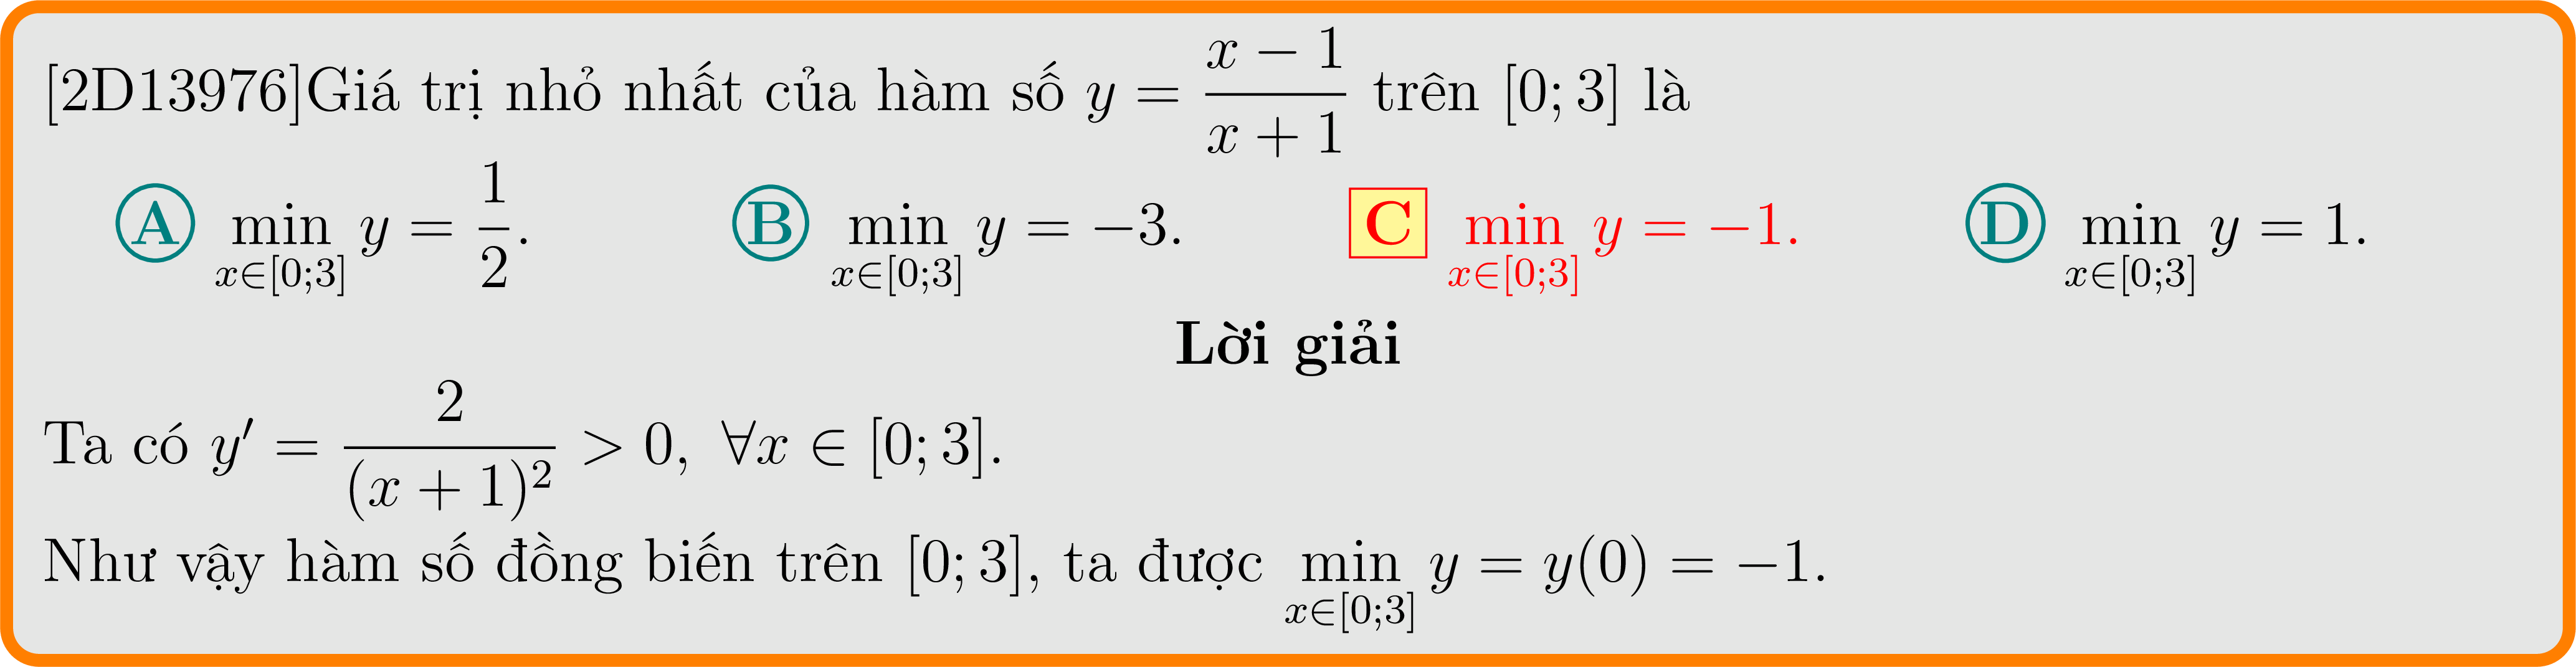 [2D13976]Giá trị nhỏ nhất của hàm số $y = \dfrac{x-1}{x+1}$ trên $[0;3]$ là
A $\min\limits_{x\in[0;3]} y = \dfrac{1}{2}$. B $\min\limits_{x\in[0;3]} y = -3$. C $\min\limits_{x\in[0;3]} y = -1$. D $\min\limits_{x\in[0;3]} y = 1$.
Lời giải
Ta có $y' = \dfrac{2}{(x+1)^2} > 0, \ \forall x \in [0;3]$.
Như vậy hàm số đồng biến trên $[0;3]$, ta được $\min\limits_{x\in[0;3]} y = y(0) = -1$.